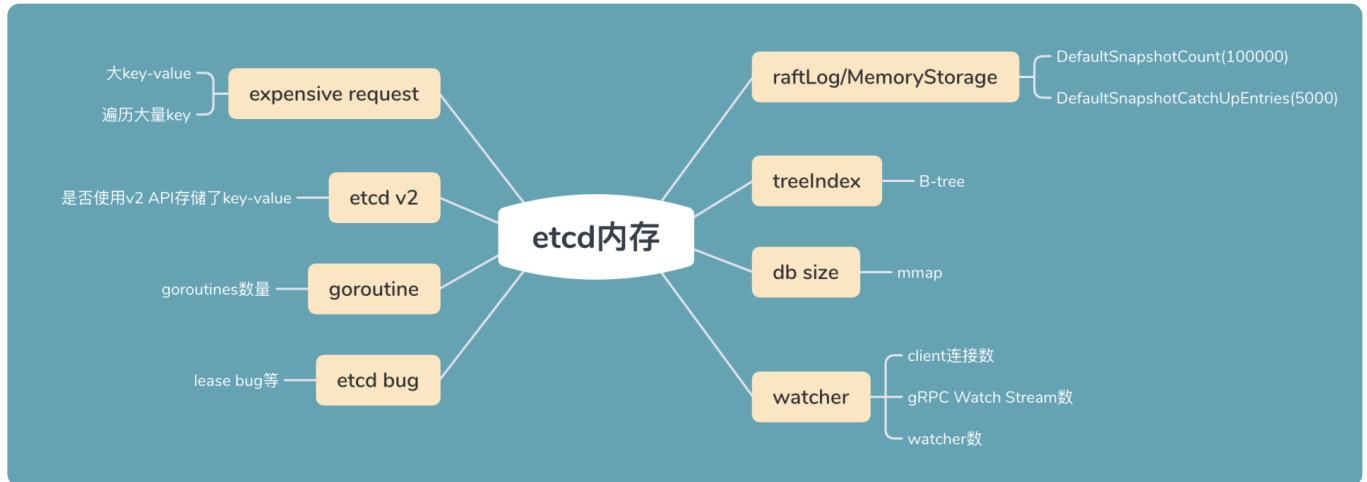 etcd内存
expensive request
大key-value
遍历大量key
etcd v2
是否使用v2 API存储了key-value
goroutine
goroutines数量
etcd bug
lease bug等
raftLog/MemoryStorage
DefaultSnapshotCount(100000)
DefaultSnapshotCatchUpEntries(5000)
treeIndex
B-tree
db size
mmap
watcher
client连接数
gRPC Watch Stream数
watcher数